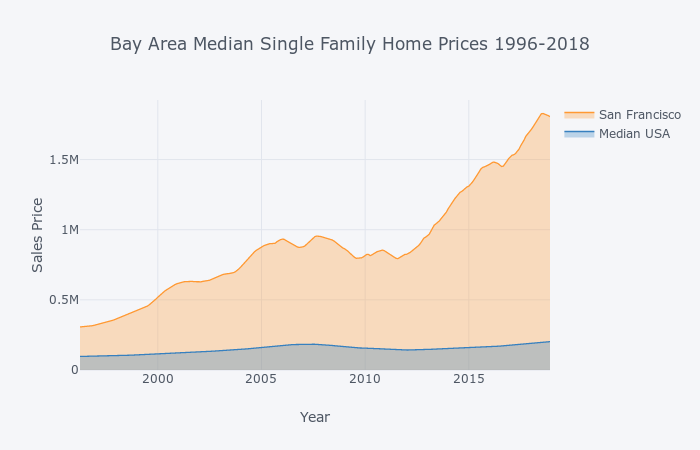 Bay Area Median Single Family Home Prices 1996-2018
San Francisco
Median USA
1.5M
1M
0.5M
0
Sales Price
2000
2005
2010
2015
Year